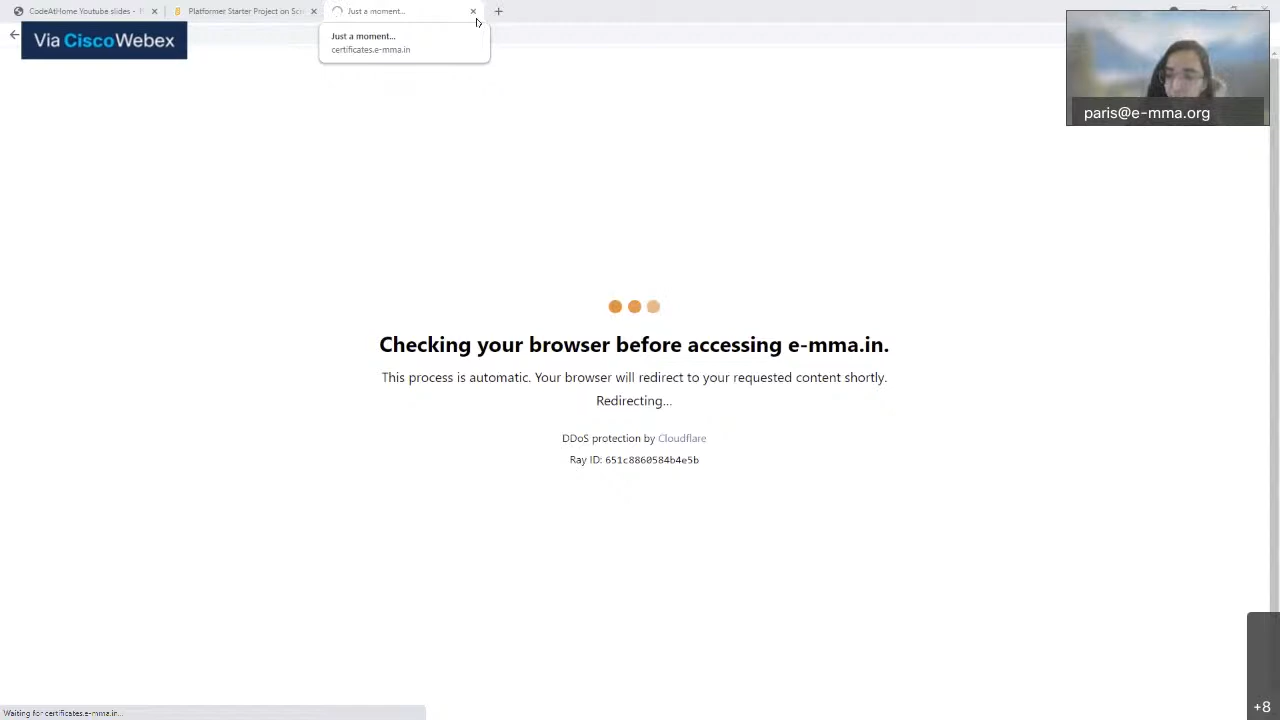 CodeAtHome Youtube slides -
Platformer Starter Project on Scr
Just a moment...
Via CiscoWebex
Just a moment...
certificates.e-mma.in
paris@e-mma.org
Checking your browser before accessing e-mma.in.
This process is automatic. Your browser will redirect to your requested content shortly.
Redirecting...
DDoS protection by Cloudflare
Ray ID: 651c8860584b4e5b
Waiting for certificates.e-mma.in...
+8